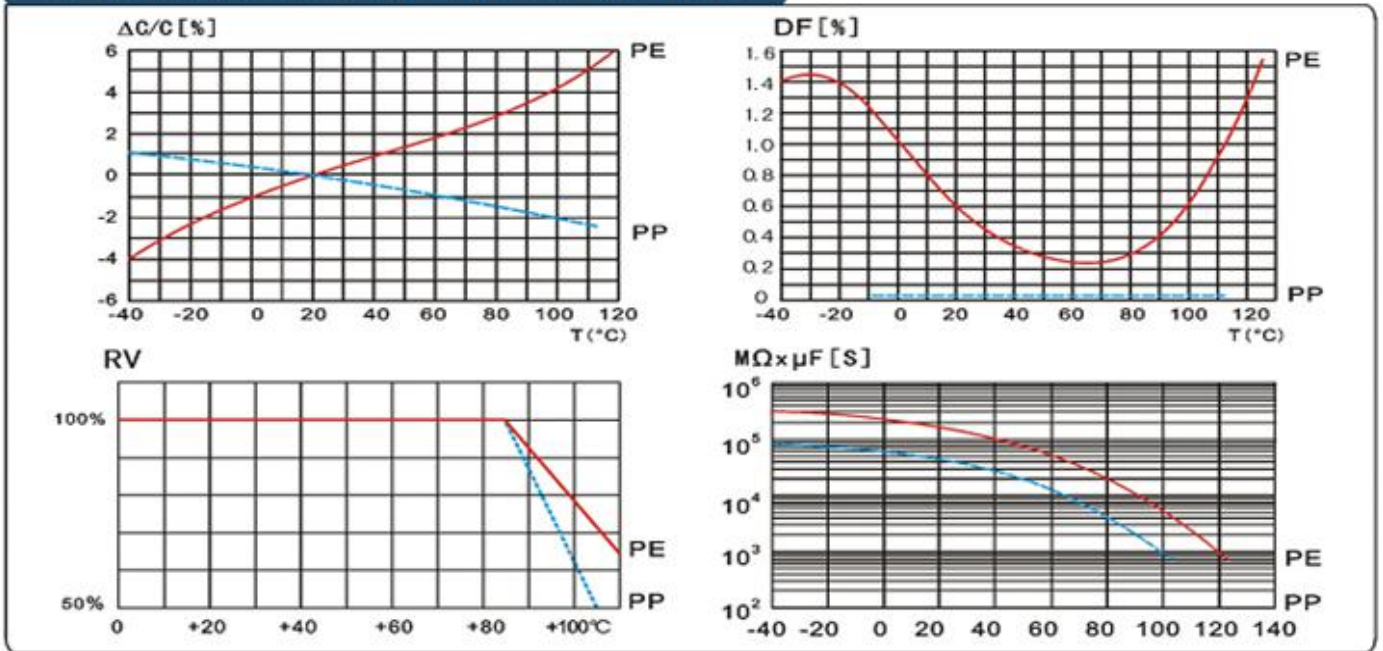 ΔC/C[%]
6
4
2
0
-2
-4
-6
-40 -20 0 20 40 60 80 100 120
T(°C)
PE
PP
DF[%]
1.6
1.4
1.2
1.0
0.8
0.6
0.4
0.2
0
-40 -20 0 20 40 60 80 100 120
T(°C)
PE
PP
RV
100%
50%
0 +20 +40 +60 +80 +100℃
PE
PP
MΩxμF[S]
10⁶
10⁵
10⁴
10³
10²
-40 -20 0 20 40 60 80 100 120 140
PE
PP